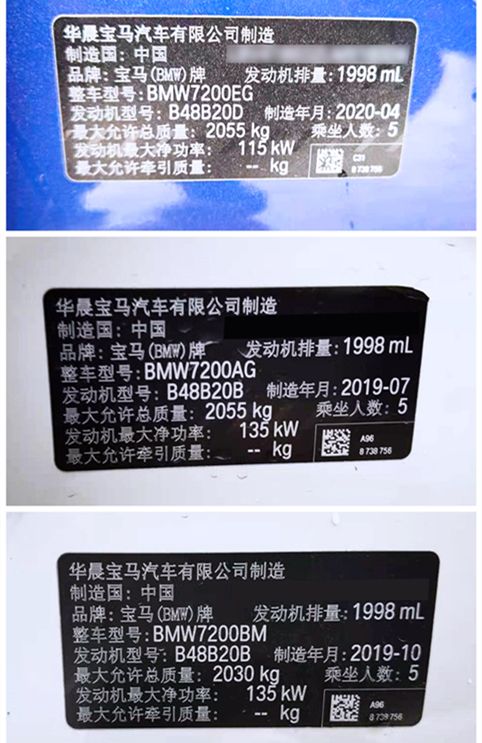 华晨宝马汽车有限公司制造
制造国：中国
品牌：宝马(BMW)牌 发动机排量：1998 mL
整车型号：BMW7200EG
发动机型号：B48B20D 制造年月：2020-04
最大允许总质量：2055 kg 乘坐人数：5
发动机最大净功率：115 kW
最大允许牵引质量：-- kg
C31
8 738 756
华晨宝马汽车有限公司制造
制造国：中国
品牌：宝马(BMW)牌 发动机排量：1998 mL
整车型号：BMW7200AG
发动机型号：B48B20B 制造年月：2019-07
最大允许总质量：2055 kg 乘坐人数：5
发动机最大净功率：135 kW
最大允许牵引质量：-- kg
A96
8 738 756
华晨宝马汽车有限公司制造
制造国：中国
品牌：宝马(BMW)牌 发动机排量：1998 mL
整车型号：BMW7200BM
发动机型号：B48B20B 制造年月：2019-10
最大允许总质量：2030 kg 乘坐人数：5
发动机最大净功率：135 kW
最大允许牵引质量：-- kg
A96
8 738 756